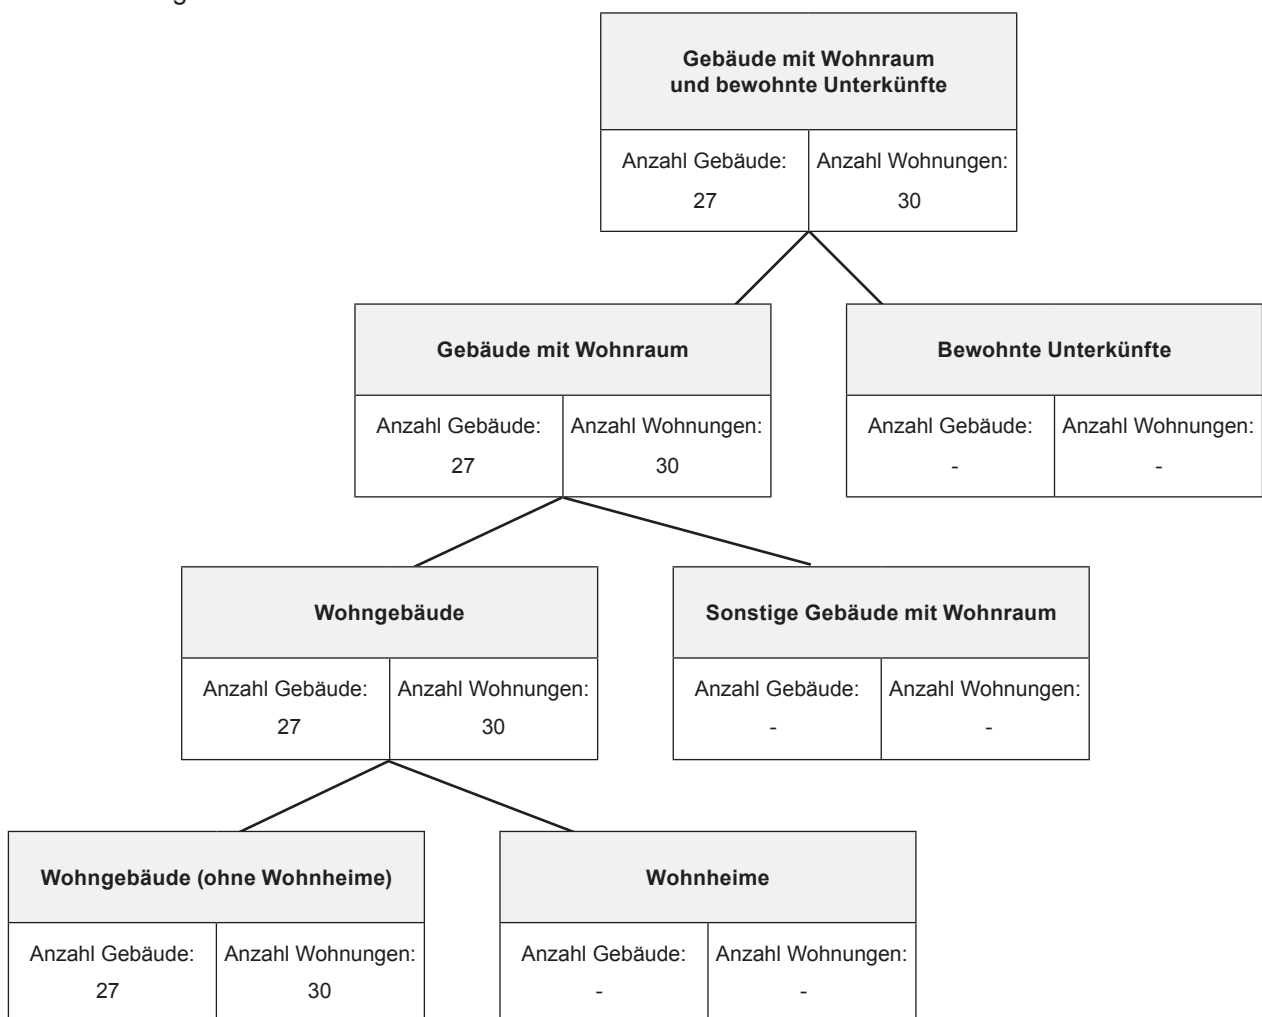 Gebäude mit Wohnraum
und bewohnte Unterkünfte
Anzahl Gebäude: Anzahl Wohnungen:
27 30
Gebäude mit Wohnraum Bewohnte Unterkünfte
Anzahl Gebäude: Anzahl Wohnungen: Anzahl Gebäude: Anzahl Wohnungen:
27 30 - -
Wohngebäude Sonstige Gebäude mit Wohnraum
Anzahl Gebäude: Anzahl Wohnungen: Anzahl Gebäude: Anzahl Wohnungen:
27 30 - -
Wohngebäude (ohne Wohnheime) Wohnheime
Anzahl Gebäude: Anzahl Wohnungen: Anzahl Gebäude: Anzahl Wohnungen:
27 30 - -